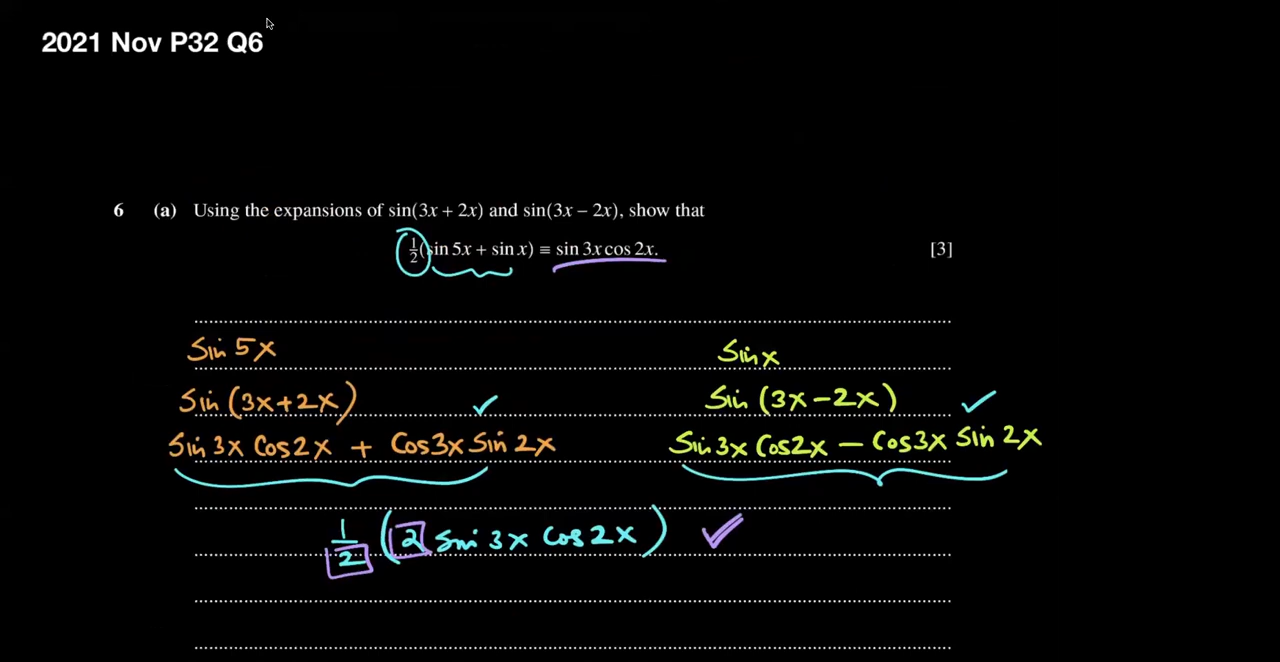 2021 Nov P32 Q6
6 (a) Using the expansions of sin(3x + 2x) and sin(3x − 2x), show that
½(sin 5x + sin x) ≡ sin 3x cos 2x. [3]
Sin 5x Sin x
Sin (3x+2x) ✓ Sin (3x−2x) ✓
Sin 3x Cos2x + Cos3x Sin 2x Sin 3x Cos2x − Cos3x Sin 2x
1/2 (2 Sin 3x Cos 2x) ✓